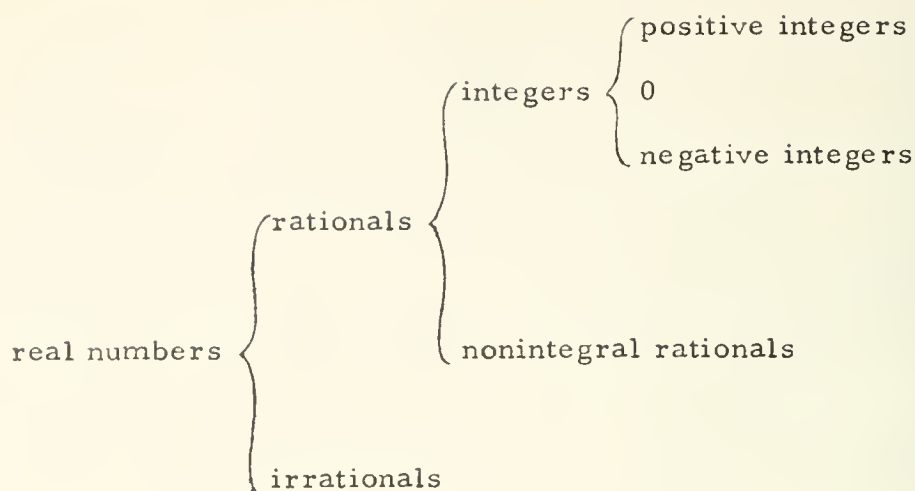 positive integers
integers
0
negative integers
rationals
real numbers
nonintegral rationals
irrationals